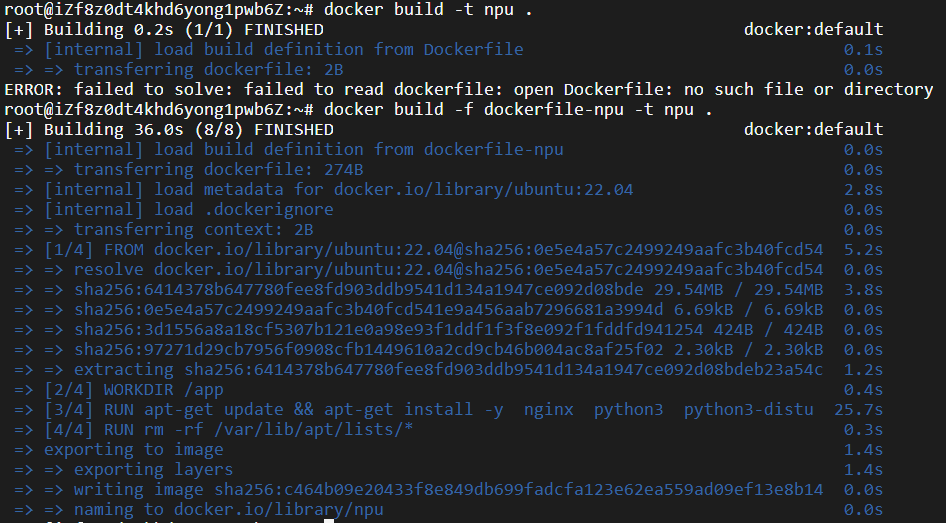 root@iZf8z0dt4khd6yong1pwb6Z:~# docker build -t npu .
[+] Building 0.2s (1/1) FINISHED docker:default
=> [internal] load build definition from Dockerfile 0.1s
=> => transferring dockerfile: 2B 0.0s
ERROR: failed to solve: failed to read dockerfile: open Dockerfile: no such file or directory
root@iZf8z0dt4khd6yong1pwb6Z:~# docker build -f dockerfile-npu -t npu .
[+] Building 36.0s (8/8) FINISHED docker:default
=> [internal] load build definition from dockerfile-npu 0.0s
=> => transferring dockerfile: 274B 0.0s
=> [internal] load metadata for docker.io/library/ubuntu:22.04 2.8s
=> [internal] load .dockerignore 0.0s
=> => transferring context: 2B 0.0s
=> [1/4] FROM docker.io/library/ubuntu:22.04@sha256:0e5e4a57c2499249aafc3b40fcd54 5.2s
=> => resolve docker.io/library/ubuntu:22.04@sha256:0e5e4a57c2499249aafc3b40fcd54 0.0s
=> => sha256:6414378b647780fee8fd903ddb9541d134a1947ce092d08bde 29.54MB / 29.54MB 3.8s
=> => sha256:0e5e4a57c2499249aafc3b40fcd541e9a456aab7296681a3994d 6.69kB / 6.69kB 0.0s
=> => sha256:3d1556a8a18cf5307b121e0a98e93f1ddf1f3f8e092f1fddfd941254 424B / 424B 0.0s
=> => sha256:97271d29cb7956f0908cfb1449610a2cd9cb46b004ac8af25f02 2.30kB / 2.30kB 0.0s
=> => extracting sha256:6414378b647780fee8fd903ddb9541d134a1947ce092d08bdeb23a54c 1.2s
=> [2/4] WORKDIR /app 0.4s
=> [3/4] RUN apt-get update && apt-get install -y nginx python3 python3-distu 25.7s
=> [4/4] RUN rm -rf /var/lib/apt/lists/* 0.3s
=> exporting to image 1.4s
=> => exporting layers 1.4s
=> => writing image sha256:c464b09e20433f8e849db699fadcfa123e62ea559ad09ef13e8b14 0.0s
=> => naming to docker.io/library/npu 0.0s